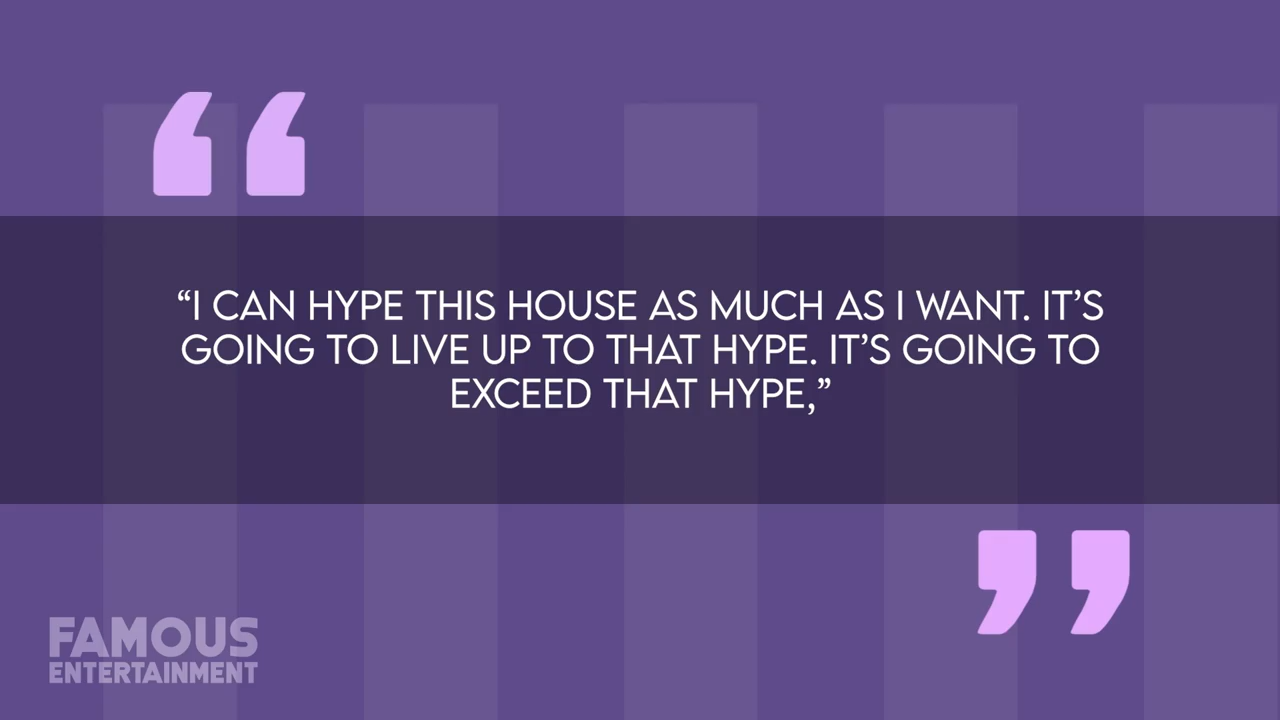 “I CAN HYPE THIS HOUSE AS MUCH AS I WANT. IT’S
GOING TO LIVE UP TO THAT HYPE. IT’S GOING TO
EXCEED THAT HYPE,”
FAMOUS
ENTERTAINMENT